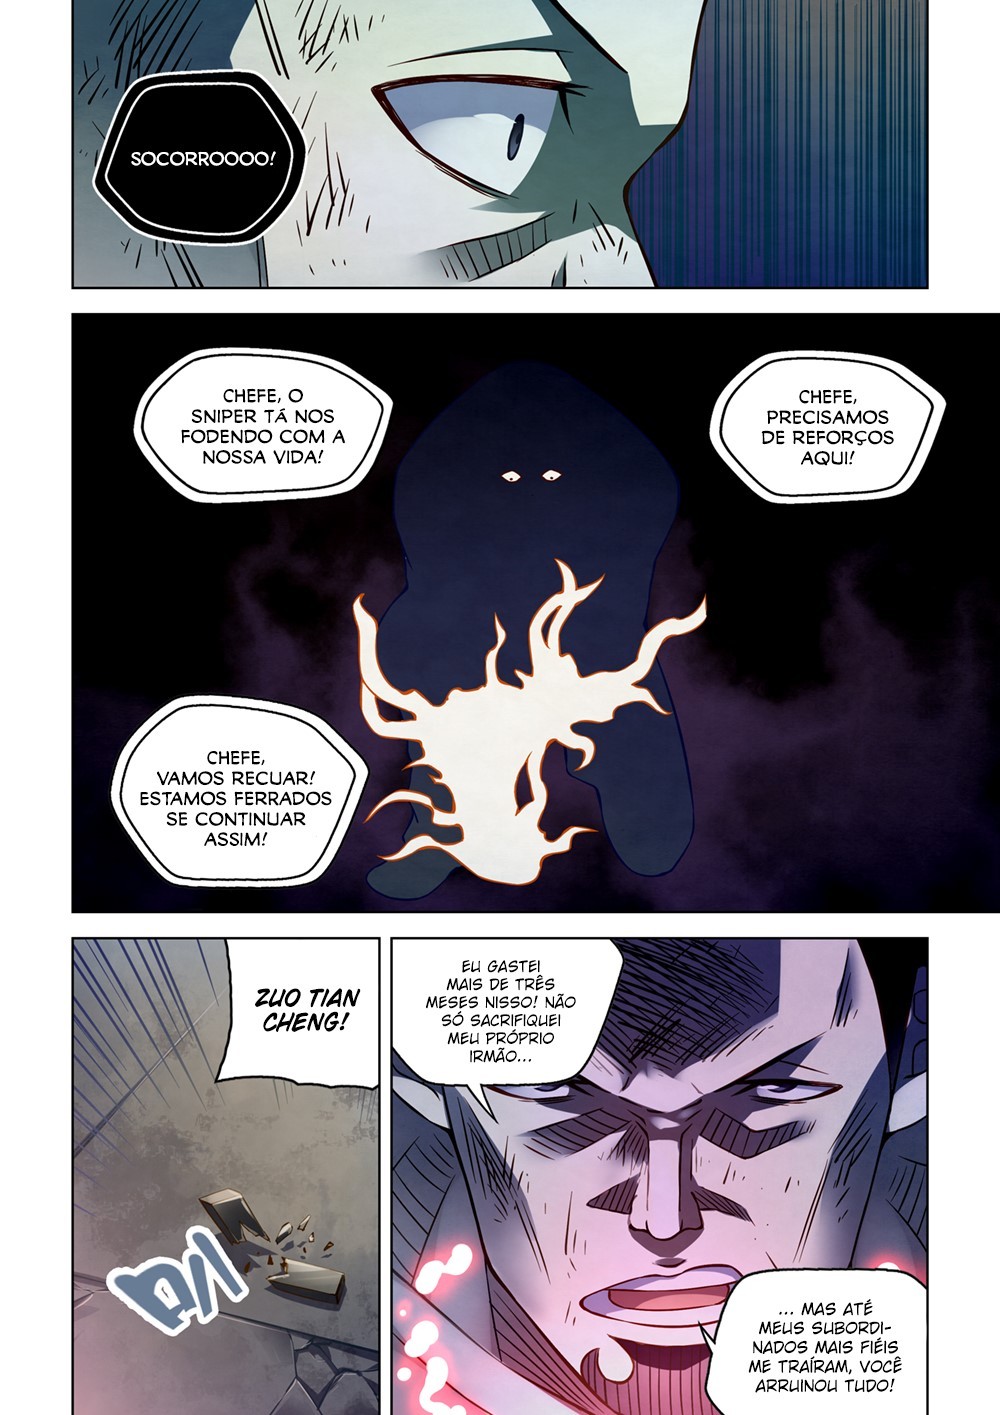 SOCORROOOO!
CHEFE, O
SNIPER TÁ NOS
FODENDO COM A
NOSSA VIDA!
CHEFE,
PRECISAMOS
DE REFORÇOS
AQUI!
CHEFE,
VAMOS RECUAR!
ESTAMOS FERRADOS
SE CONTINUAR
ASSIM!
ZUO TIAN
CHENG!
EU GASTEI
MAIS DE TRÊS
MESES NISSO! NÃO
SÓ SACRIFIQUEI
MEU PRÓPRIO
IRMÃO...
... MAS ATÉ
MEUS SUBORDI-
NADOS MAIS FIÉIS
ME TRAÍRAM, VOCÊ
ARRUINOU TUDO!